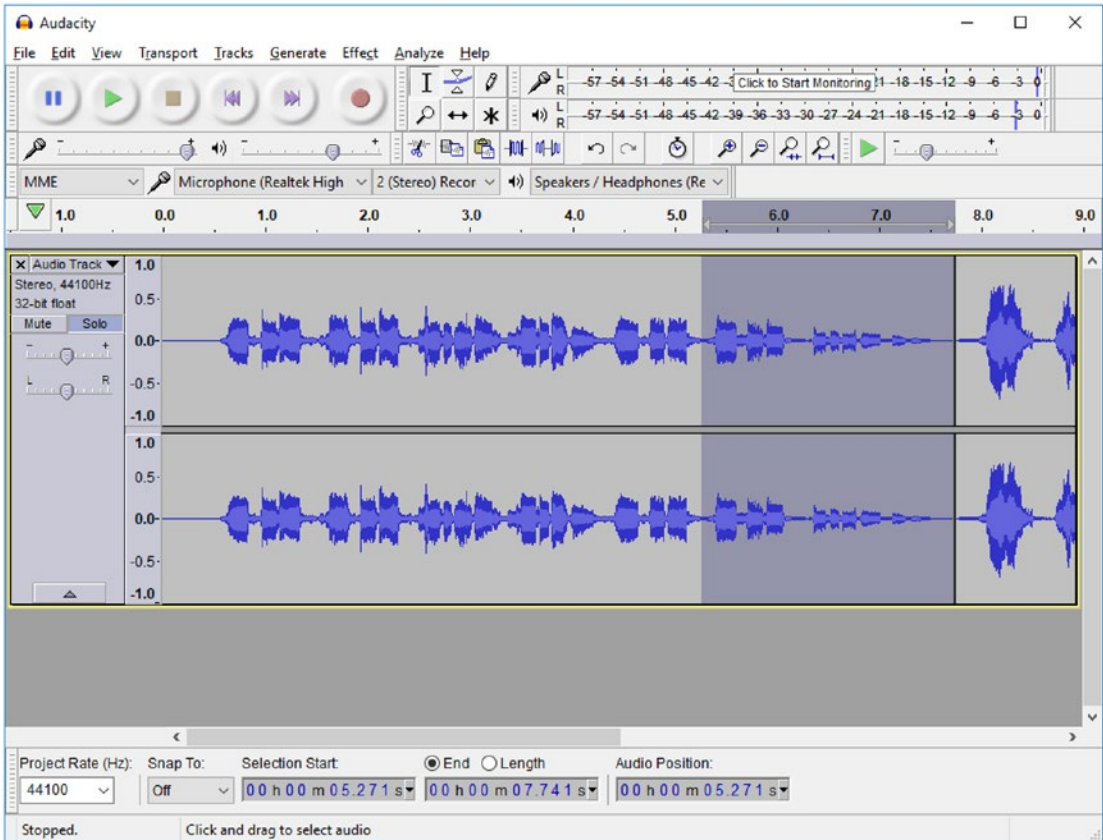 Audacity
File Edit View Transport Tracks Generate Effect Analyze Help
L
R
-57 -54 -51 -48 -45 -42 Click to Start Monitoring -18 -15 -12 -9 -6 -3 0
L
R
-57 -54 -51 -48 -45 -42 -39 -36 -33 -30 -27 -24 -21 -18 -15 -12 -9 -6 -3 0
- +
- +
- +
MME Microphone (Realtek High 2 (Stereo) Recor Speakers / Headphones (Re
1.0 0.0 1.0 2.0 3.0 4.0 5.0 6.0 7.0 8.0 9.0
X Audio Track
Stereo, 44100Hz
32-bit float
Mute Solo
- +
L R
1.0
0.5
0.0
-0.5
-1.0
1.0
0.5
0.0
-0.5
-1.0
Project Rate (Hz): Snap To: Selection Start: End Length Audio Position:
44100 Off 00 h 00 m 05.271 s 00 h 00 m 07.741 s 00 h 00 m 05.271 s
Stopped. Click and drag to select audio